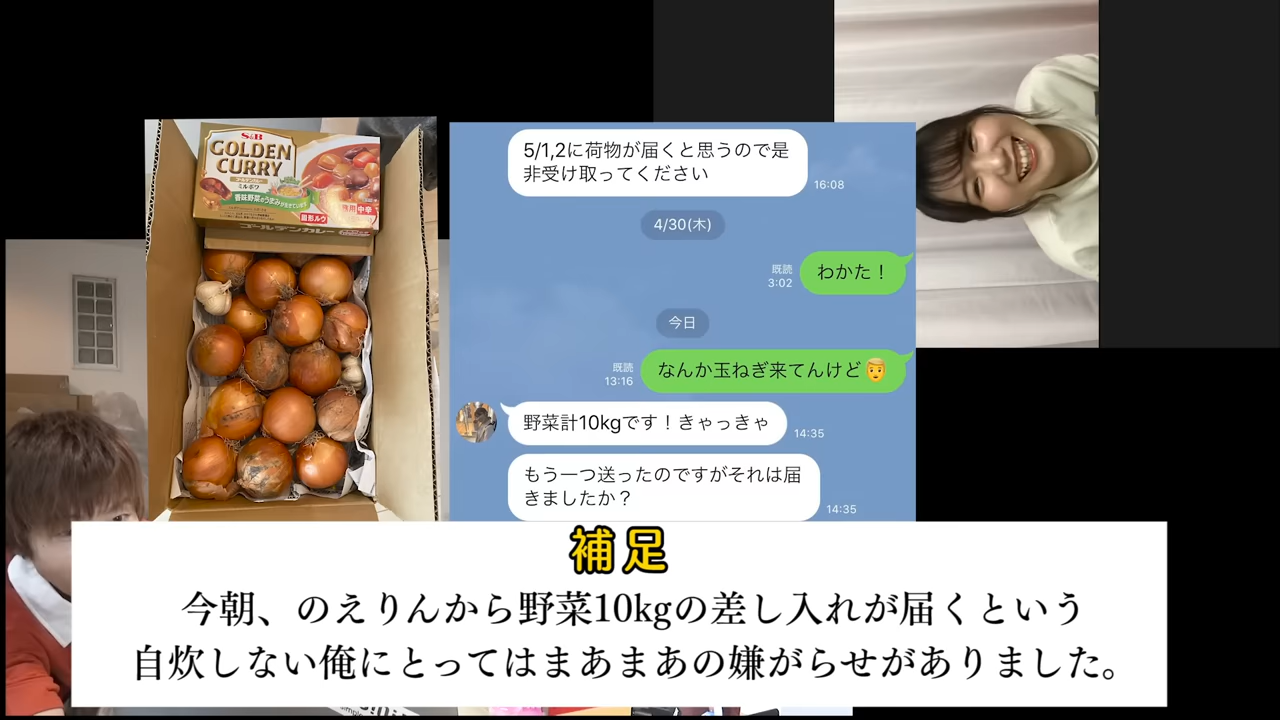 S&B
GOLDEN
CURRY
ゴールデンカレー
5/1,2に荷物が届くと思うので是
非受け取ってください
16:08
4/30(木)
既読
3:02
わかた！
今日
既読
13:16
なんか玉ねぎ来てんけど👨
野菜計10kgです！きゃっきゃ
14:35
もう一つ送ったのですがそれは届
きましたか？
14:35
補足
今朝、のえりんから野菜10kgの差し入れが届くという
自炊しない俺にとってはまあまあの嫌がらせがありました。